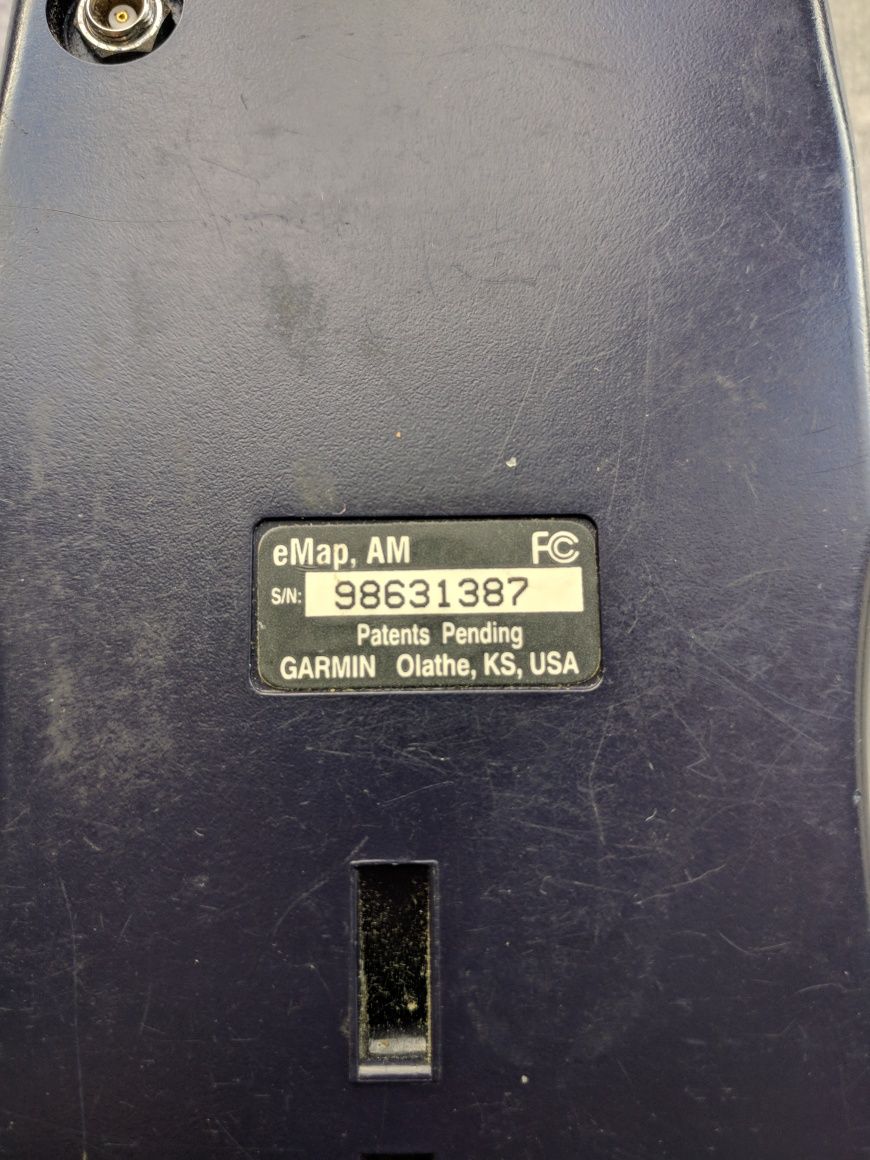 eMap, AM FC
S/N: 98631387
Patents Pending
GARMIN Olathe, KS, USA